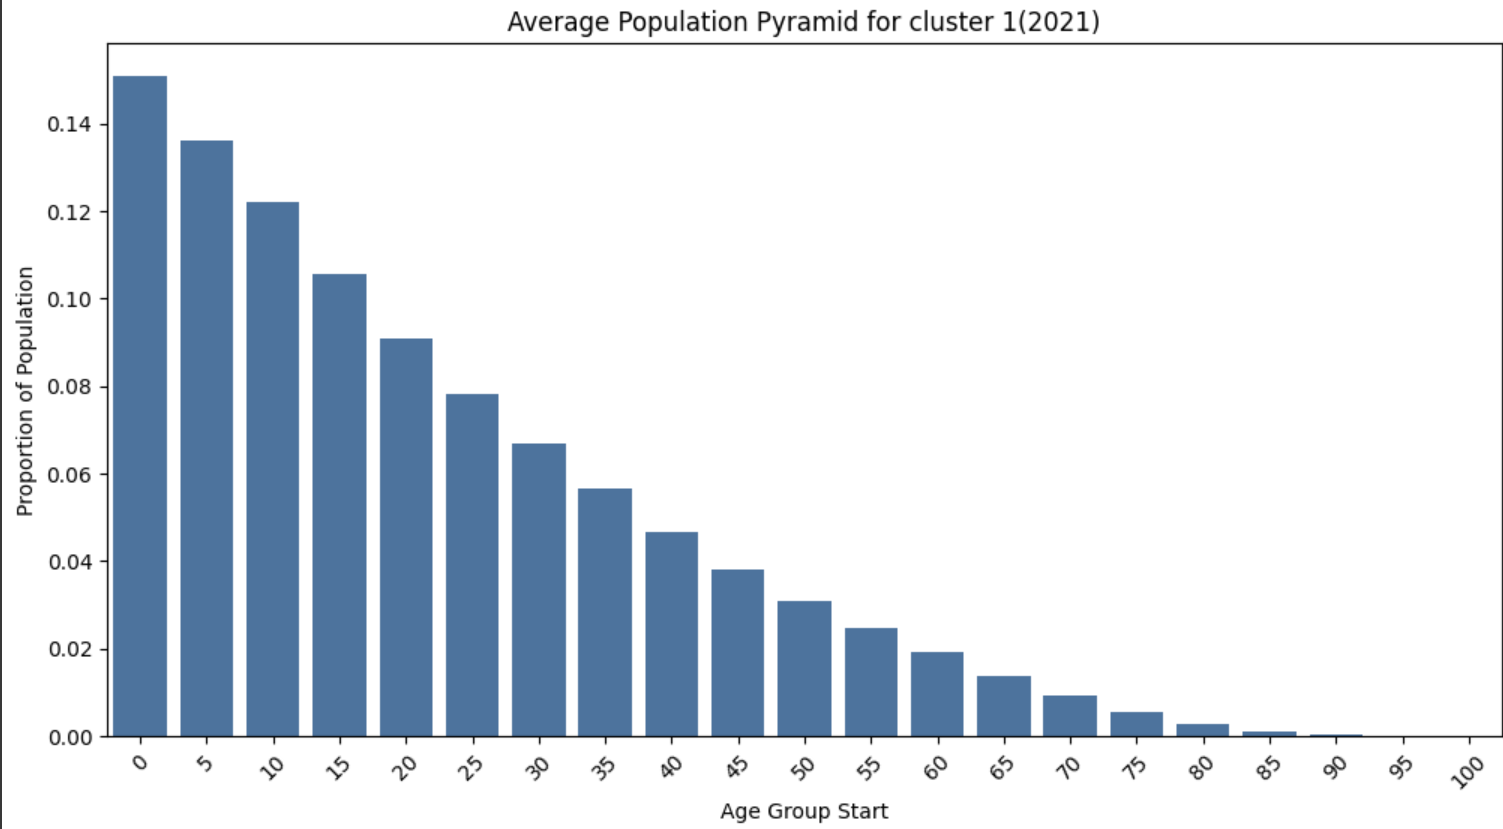 Average Population Pyramid for cluster 1(2021)
Proportion of Population
0.14
0.12
0.10
0.08
0.06
0.04
0.02
0.00
0 5 10 15 20 25 30 35 40 45 50 55 60 65 70 75 80 85 90 95 100
Age Group Start